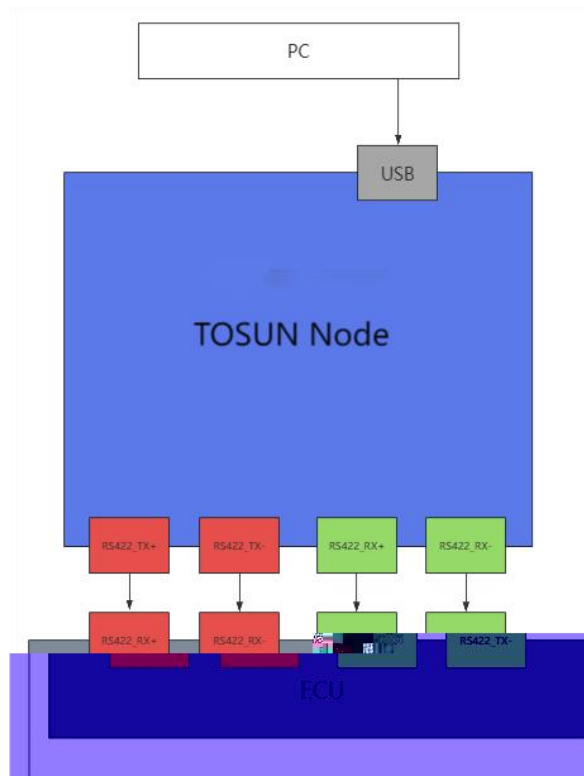 PC
USB
TOSUN Node
RS422_TX+
RS422_TX-
RS422_RX+
RS422_RX-
RS422_RX+
RS422_RX-
RS422_TX-
ECU